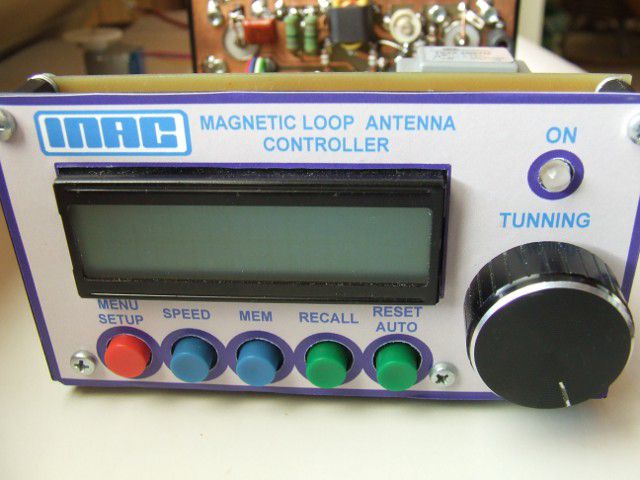 INAC
MAGNETIC LOOP ANTENNA
CONTROLLER
ON
TUNNING
MENU
SETUP
SPEED
MEM
RECALL
RESET
AUTO